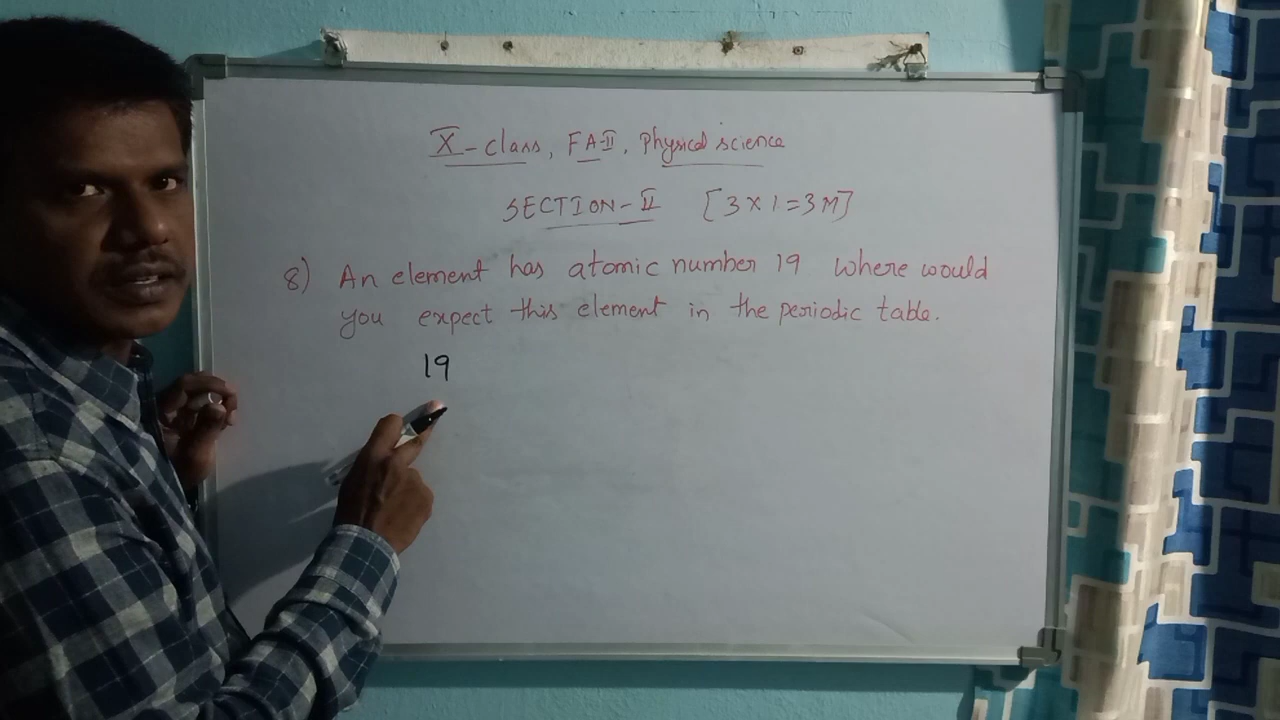 X - class, FA-II, Physical science
SECTION - II [3 x 1 = 3 M]
8) An element has atomic number 19 where would
you expect this element in the periodic table.
19